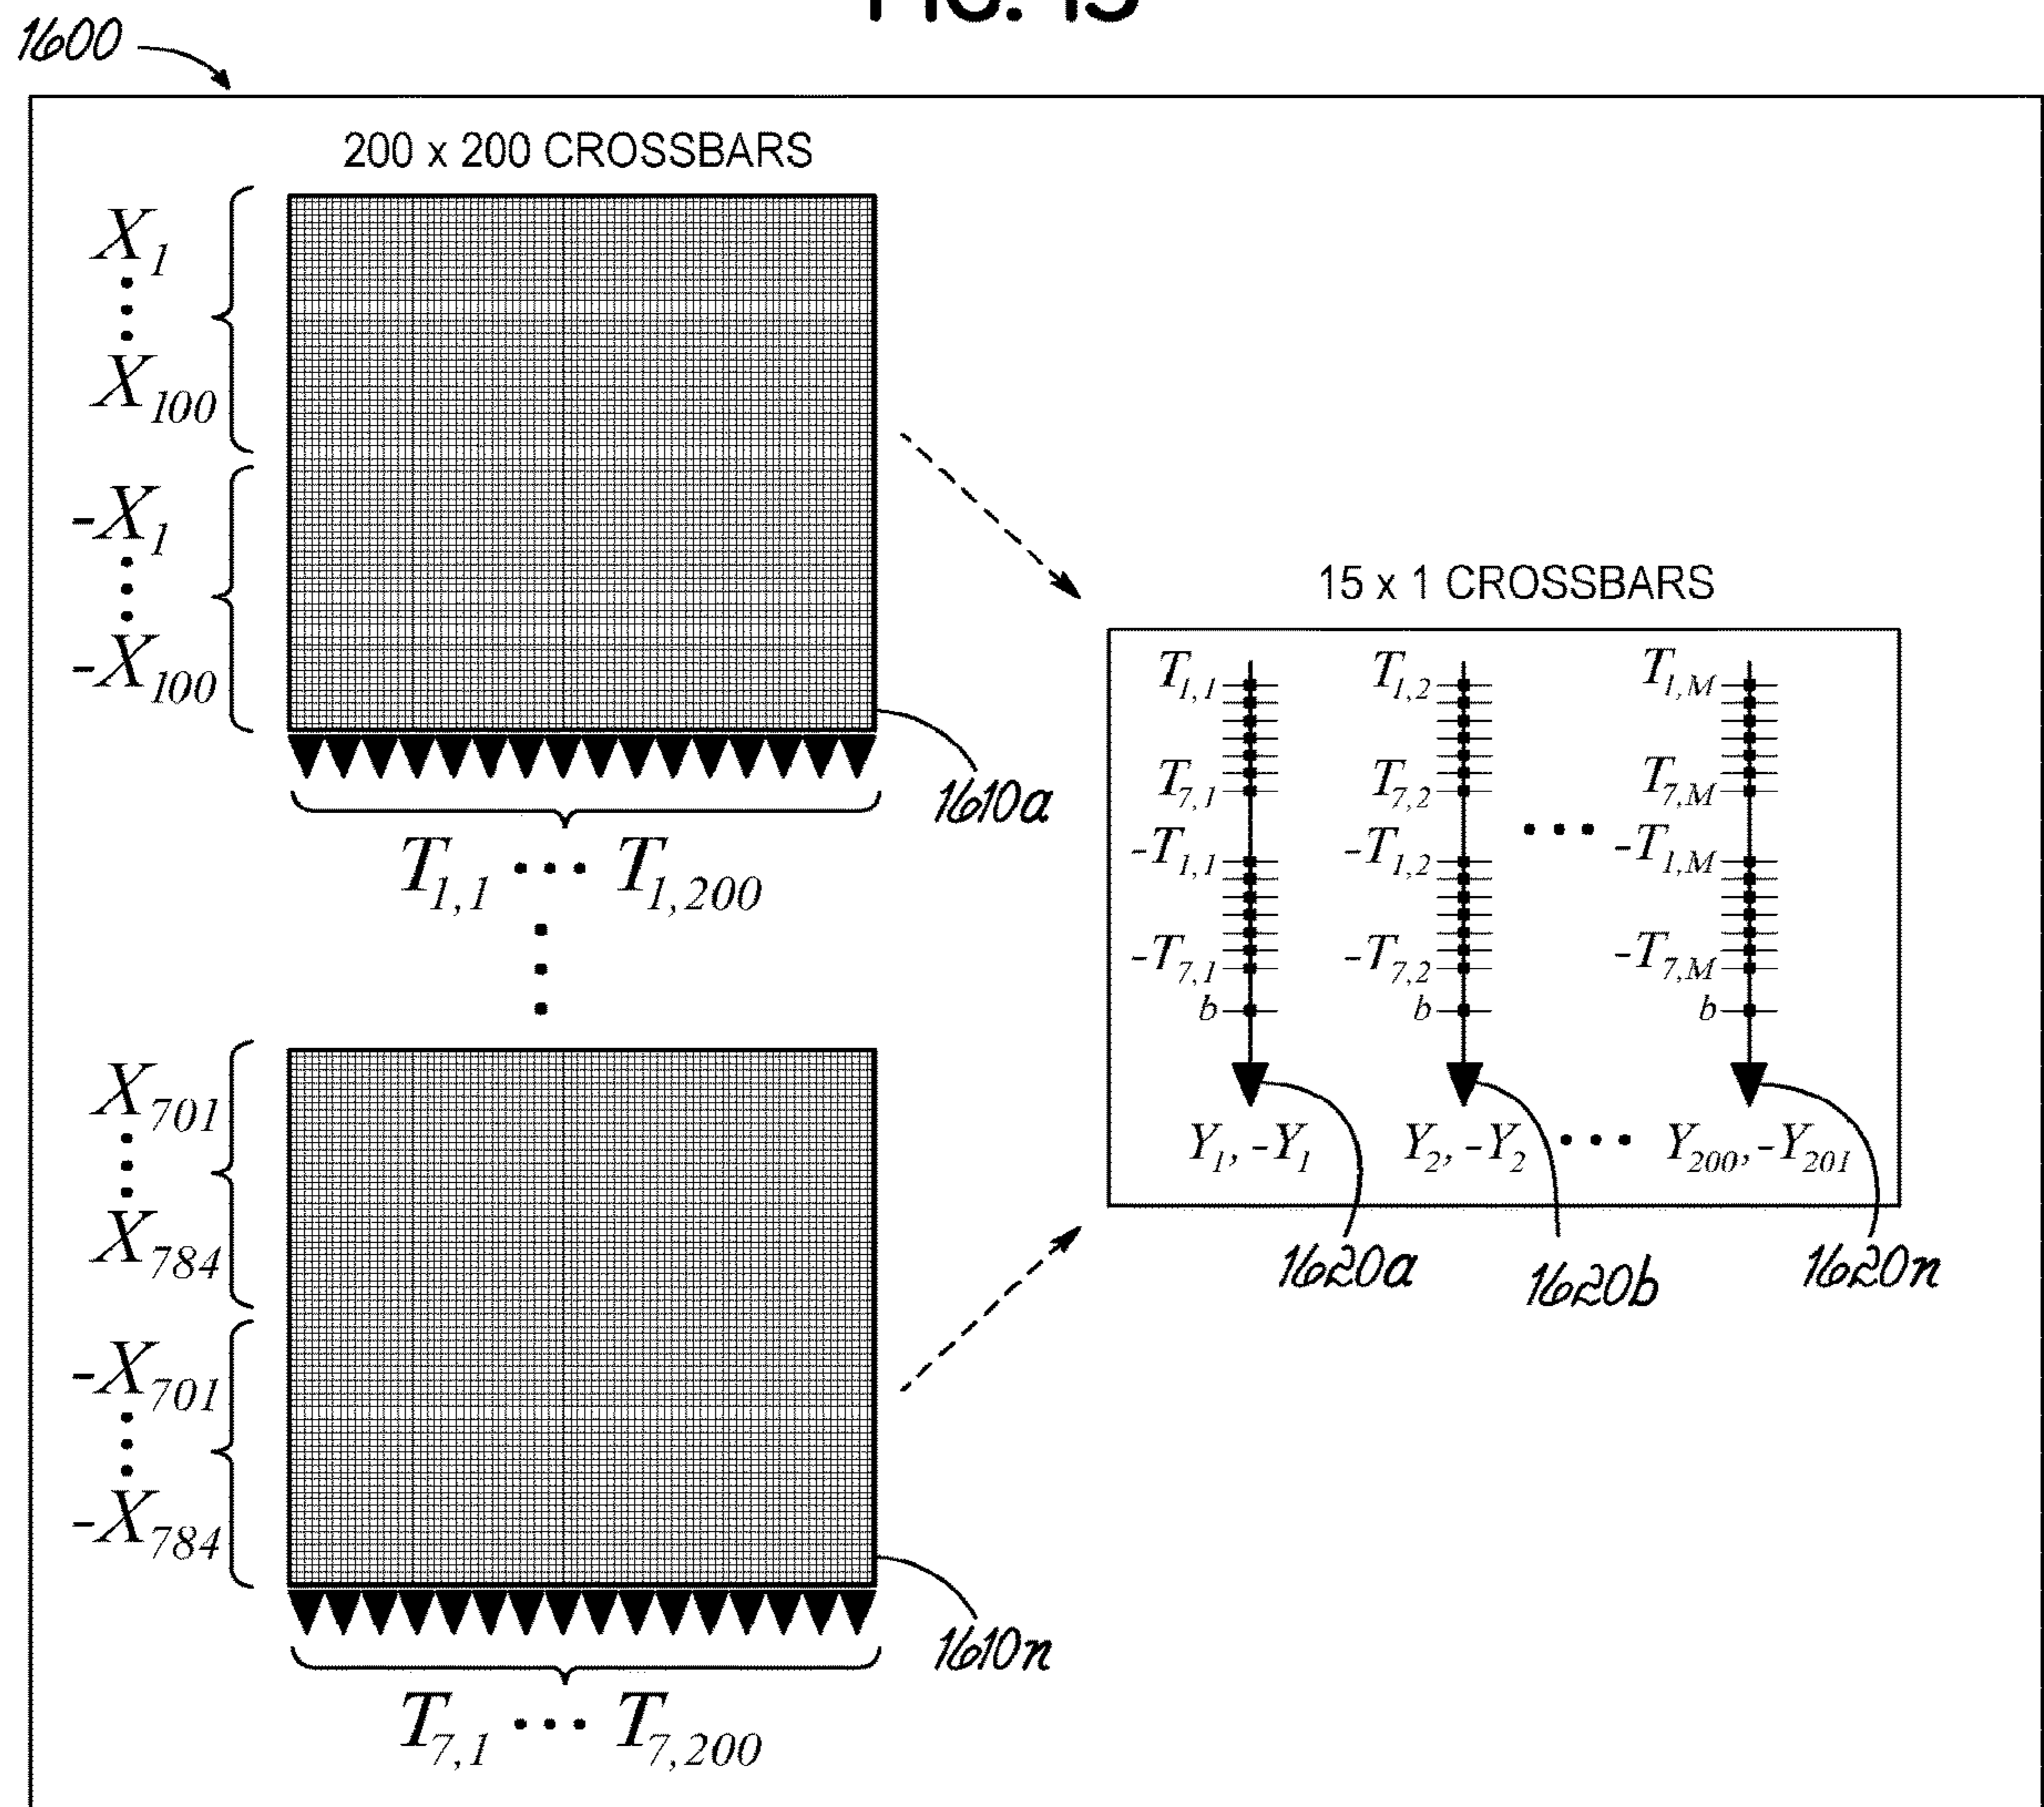 FIG. 15
1600
200 x 200 CROSSBARS
X1
X100
-X1
-X100
1610a
T1,1 ••• T1,200
X701
X784
-X701
-X784
1610n
T7,1 ••• T7,200
15 x 1 CROSSBARS
T1,1 T1,2 T1,M
T7,1 T7,2 ••• T7,M
-T1,1 -T1,2 -T1,M
-T7,1 -T7,2 -T7,M
b b b
Y1, -Y1 Y2, -Y2 ••• Y200, -Y201
1620a 1620b 1620n